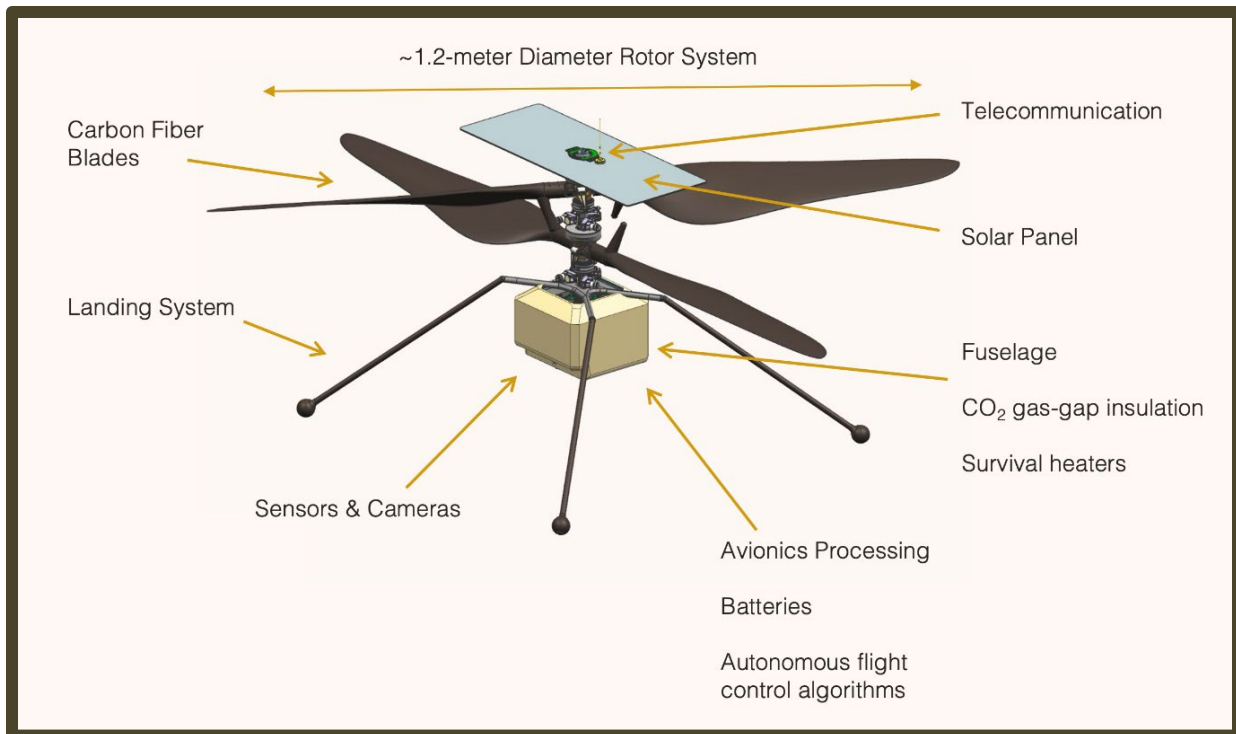 ~1.2-meter Diameter Rotor System
Carbon Fiber
Blades
Telecommunication
Solar Panel
Landing System
Fuselage
CO₂ gas-gap insulation
Survival heaters
Sensors & Cameras
Avionics Processing
Batteries
Autonomous flight
control algorithms